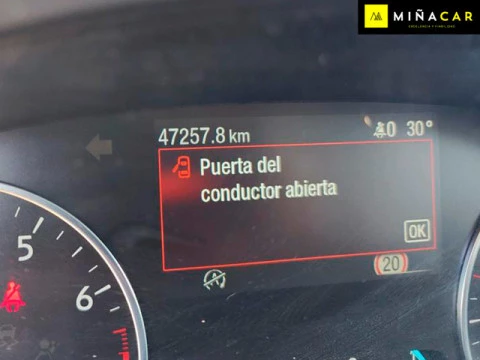 MIÑACAR
47257.8 km
0 30°
Puerta del
conductor abierta
OK
20
5
6